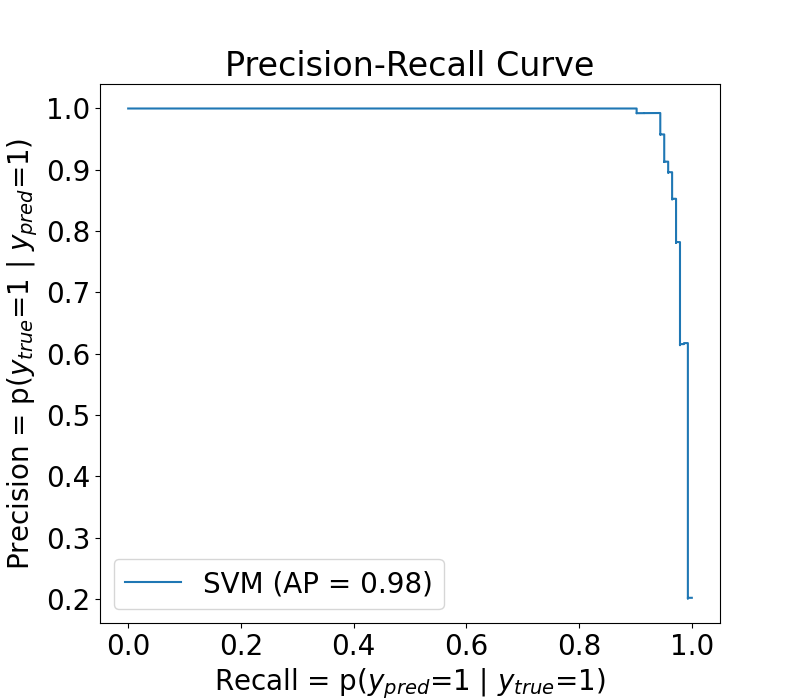 Precision-Recall Curve
Precision = p(y_true=1 | y_pred=1)
1.0
0.9
0.8
0.7
0.6
0.5
0.4
0.3
0.2
SVM (AP = 0.98)
0.0 0.2 0.4 0.6 0.8 1.0
Recall = p(y_pred=1 | y_true=1)